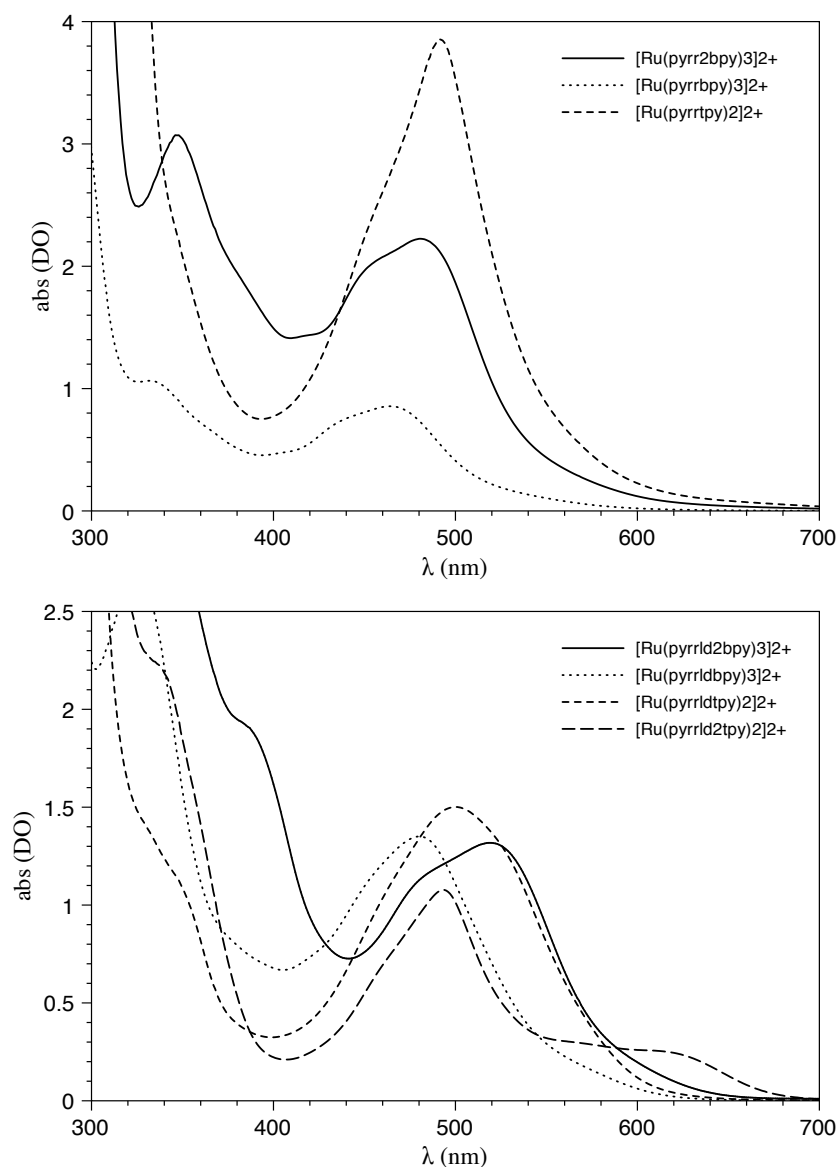 4
3
2
1
0
abs (DO)
300
400
500
600
700
λ (nm)
[Ru(pyrr2bpy)3]2+
[Ru(pyrrbpy)3]2+
[Ru(pyrrtpy)2]2+
2.5
2
1.5
1
0.5
0
abs (DO)
300
400
500
600
700
λ (nm)
[Ru(pyrrld2bpy)3]2+
[Ru(pyrrldbpy)3]2+
[Ru(pyrrldtpy)2]2+
[Ru(pyrrld2tpy)2]2+